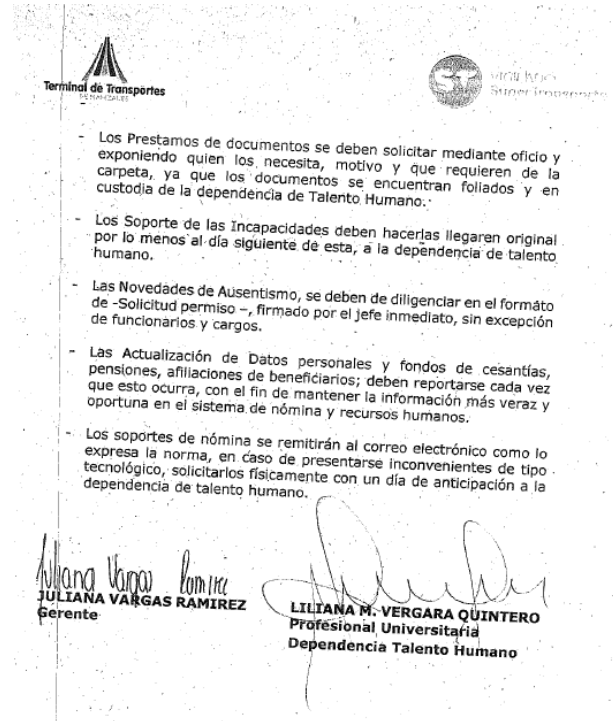 Terminal de Transportes
DE MANIZALES
ST
VIGILADO
SuperTransporte
- Los Prestamos de documentos se deben solicitar mediante oficio y
exponiendo quien los necesita, motivo y que requieren de la
carpeta, ya que los documentos se encuentran foliados y en
custodia de la dependencia de Talento Humano.
- Los Soporte de las Incapacidades deben hacerlas llegaren original
por lo menos al día siguiente de esta, a la dependencia de talento
humano.
- Las Novedades de Ausentismo, se deben de diligenciar en el formato
de -Solicitud permiso –, firmado por el jefe inmediato, sin excepción
de funcionarios y cargos.
- Las Actualización de Datos personales y fondos de cesantías,
pensiones, afiliaciones de beneficiarios; deben reportarse cada vez
que esto ocurra, con el fin de mantener la información más veraz y
oportuna en el sistema de nómina y recursos humanos.
- Los soportes de nómina se remitirán al correo electrónico como lo
expresa la norma, en caso de presentarse inconvenientes de tipo
tecnológico, solicitarlos físicamente con un día de anticipación a la
dependencia de talento humano.
Juliana Vargas Ramirez
JULIANA VARGAS RAMIREZ
Gerente
LILIANA M. VERGARA QUINTERO
Profesional Universitaria
Dependencia Talento Humano